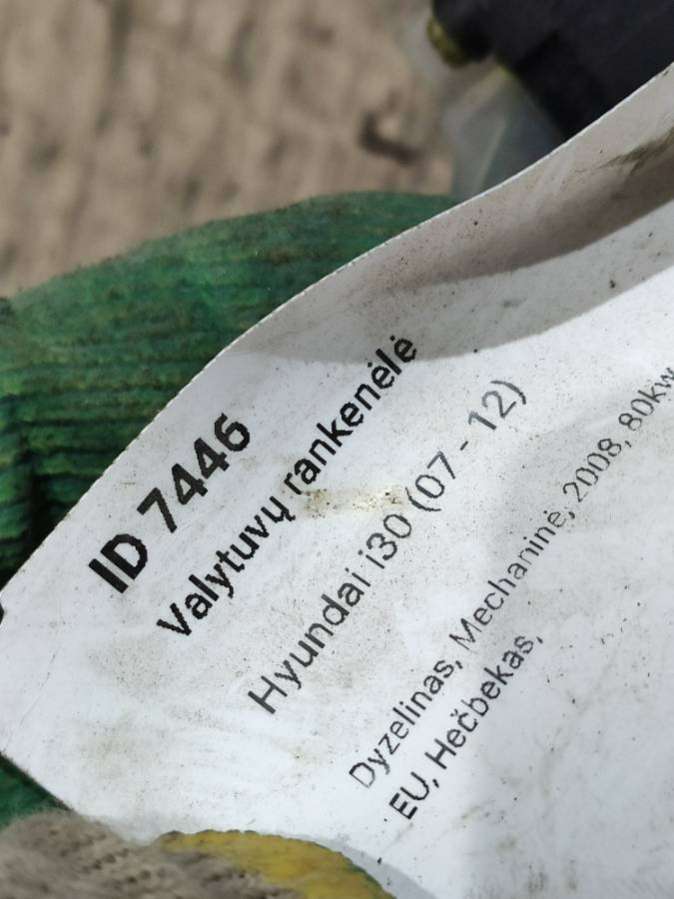 ID 7446
Valytuvų rankenėlė
Hyundai i30 (07 - 12)
Dyzelinas, Mechaninė, 2008, 80kw
EU, Hečbekas,